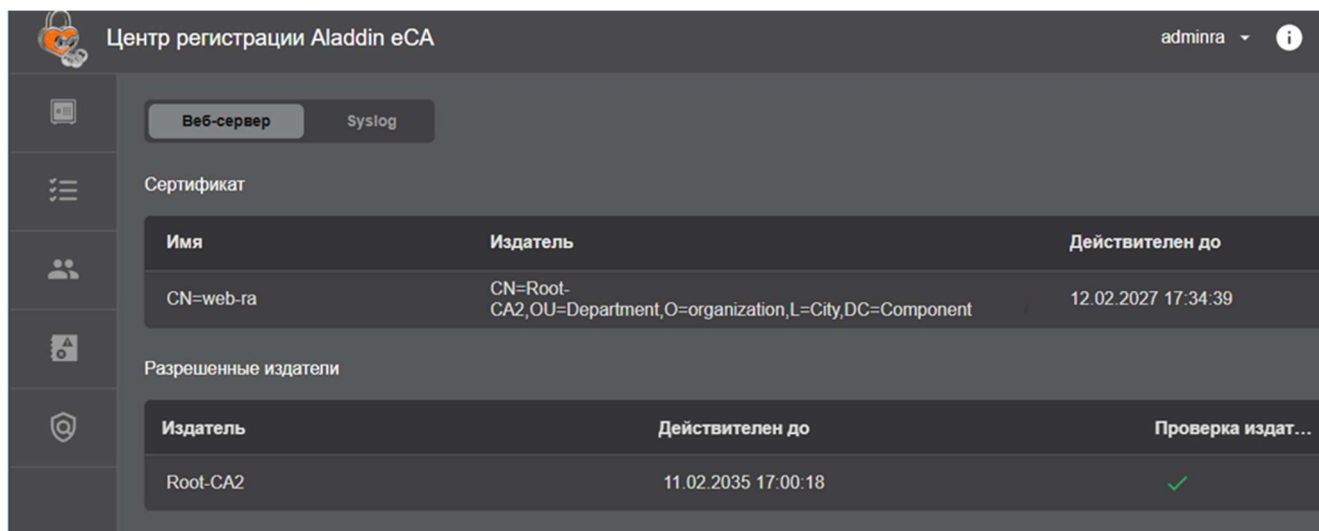 Центр регистрации Aladdin eCA
adminra
Веб-сервер Syslog
Сертификат
Имя Издатель Действителен до
CN=web-ra CN=Root-
CA2,OU=Department,O=organization,L=City,DC=Component 12.02.2027 17:34:39
Разрешенные издатели
Издатель Действителен до Проверка издат...
Root-CA2 11.02.2035 17:00:18